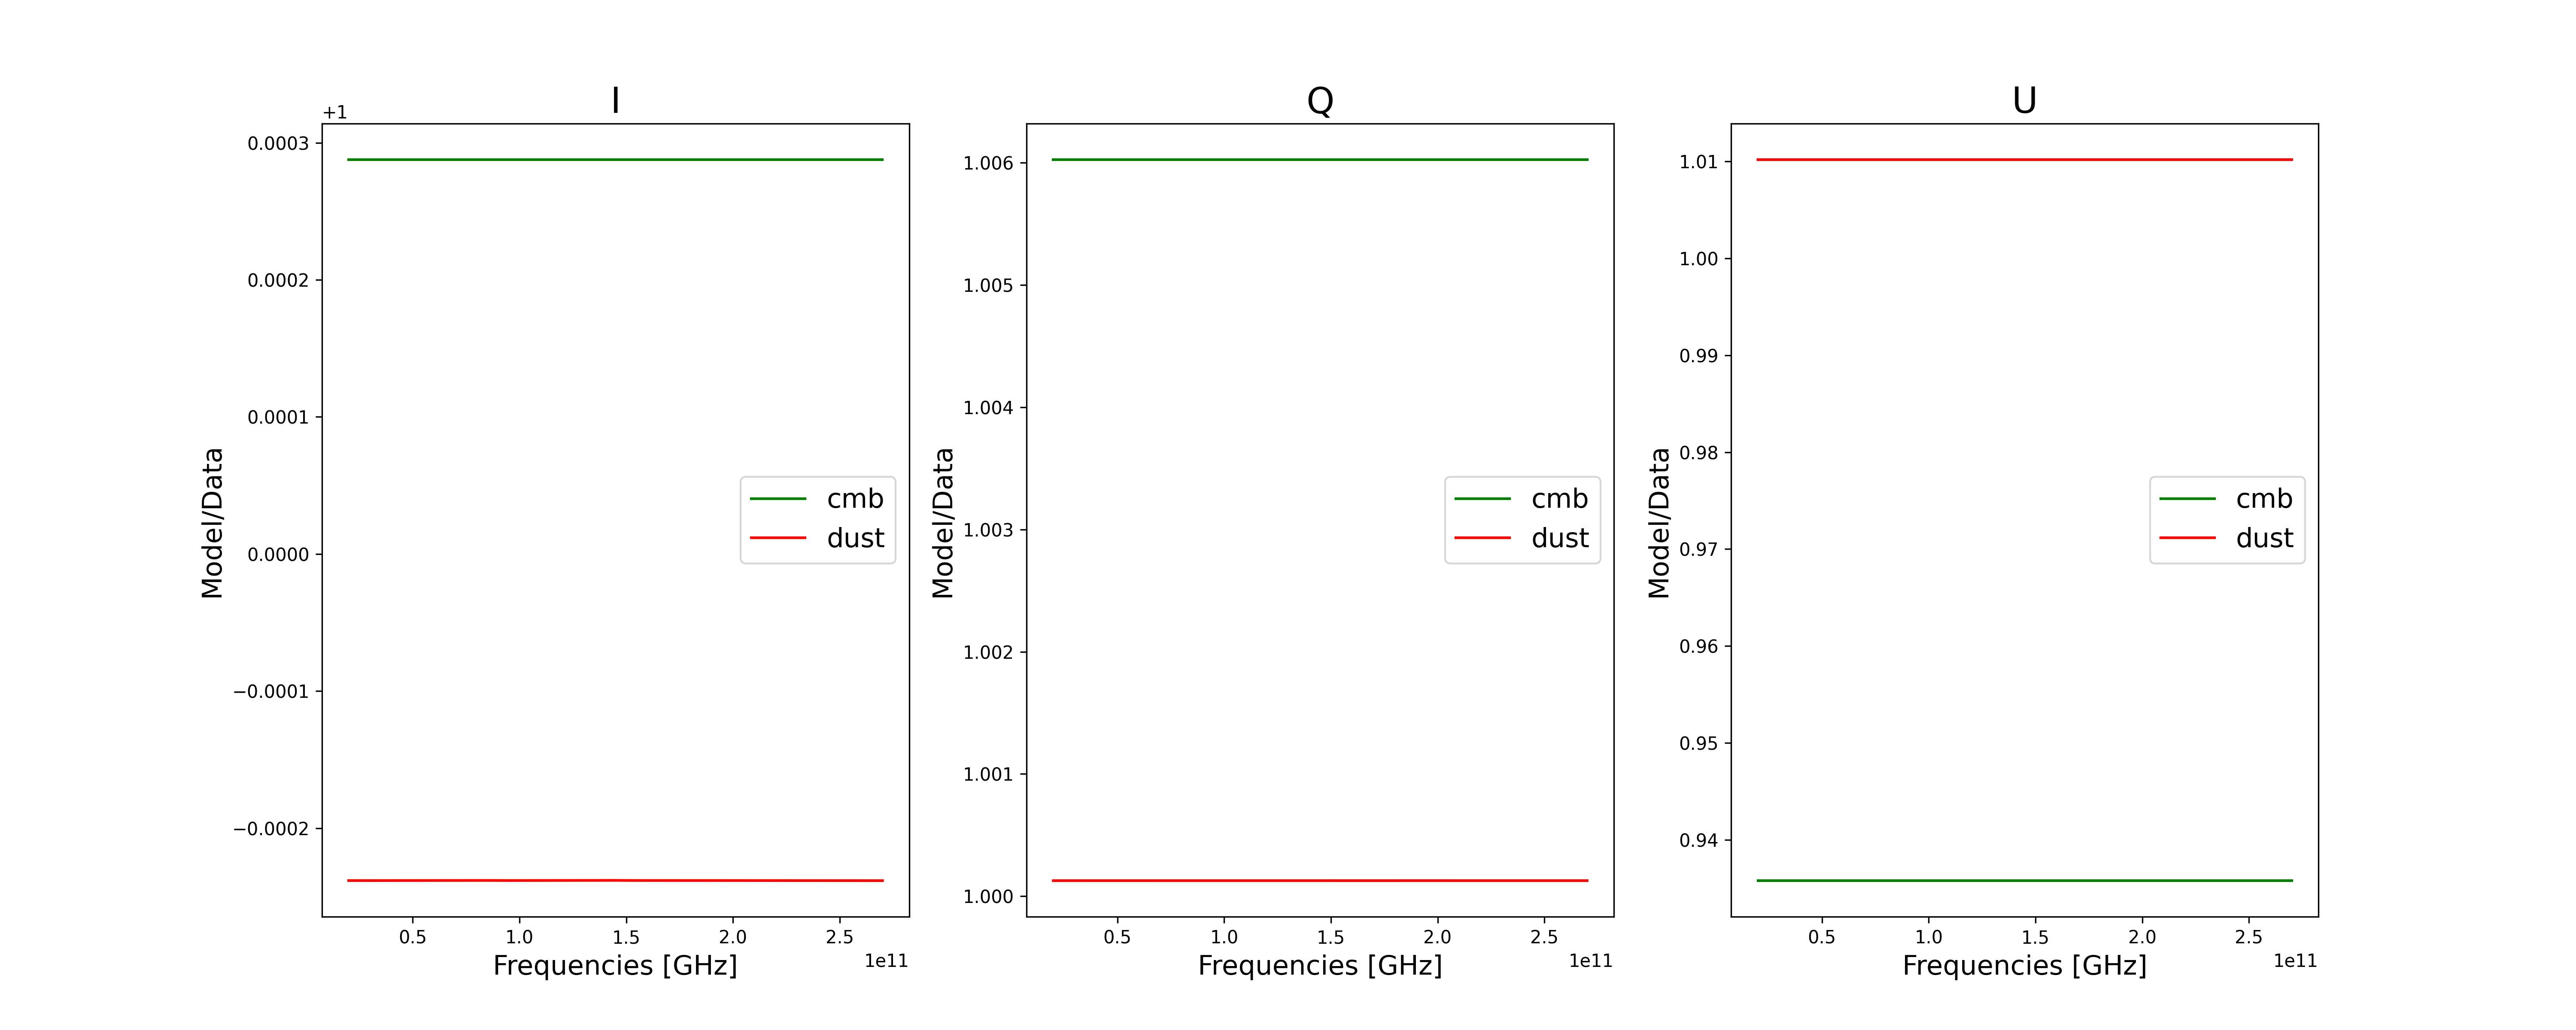 I
+1
0.0003
0.0002
0.0001
0.0000
−0.0001
−0.0002
Model/Data
cmb
dust
0.5 1.0 1.5 2.0 2.5
1e11
Frequencies [GHz]
Q
1.006
1.005
1.004
1.003
1.002
1.001
1.000
Model/Data
cmb
dust
0.5 1.0 1.5 2.0 2.5
1e11
Frequencies [GHz]
U
1.01
1.00
0.99
0.98
0.97
0.96
0.95
0.94
Model/Data
cmb
dust
0.5 1.0 1.5 2.0 2.5
1e11
Frequencies [GHz]